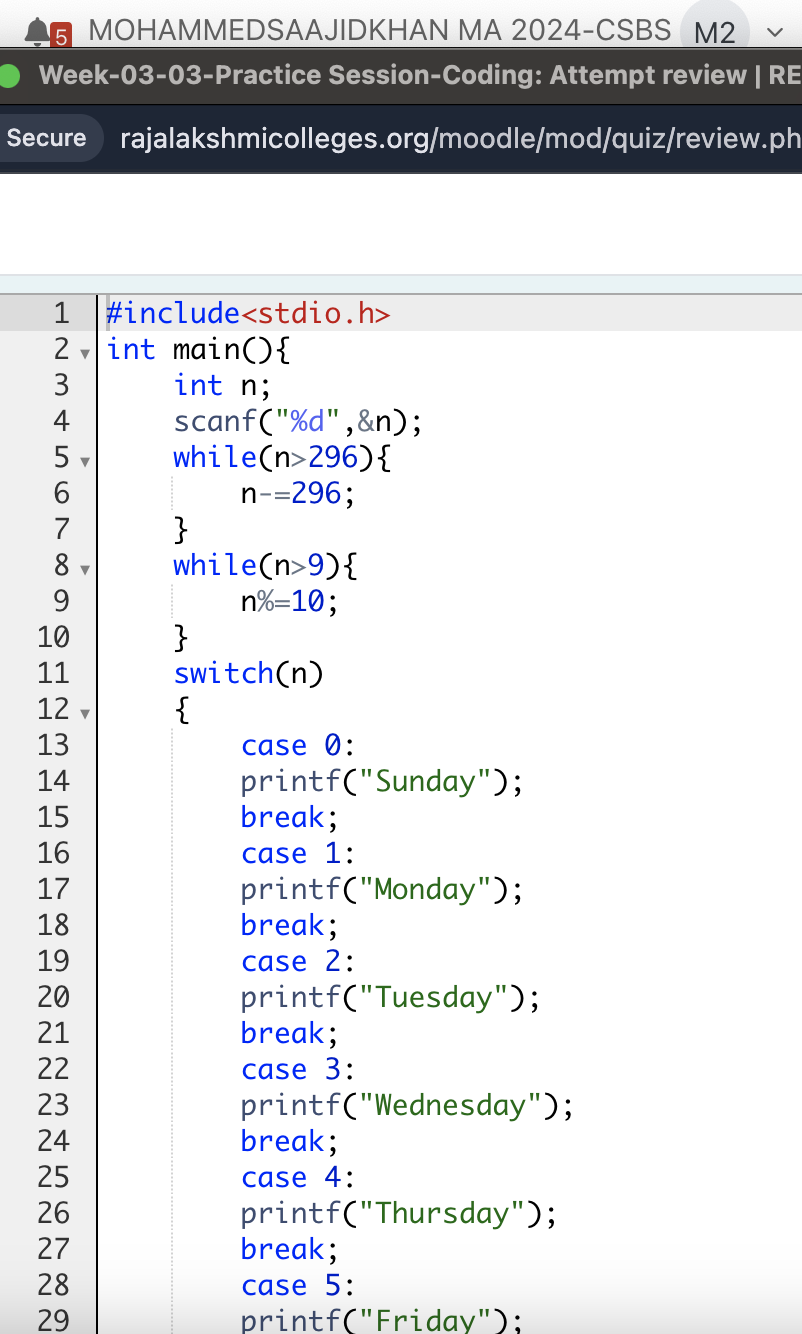 5 MOHAMMEDSAAJIDKHAN MA 2024-CSBS M2
Week-03-03-Practice Session-Coding: Attempt review | RE
Secure rajalakshmicolleges.org/moodle/mod/quiz/review.ph
1 #include<stdio.h>
2 int main(){
3     int n;
4     scanf("%d",&n);
5     while(n>296){
6         n-=296;
7     }
8     while(n>9){
9         n%=10;
10     }
11     switch(n)
12     {
13         case 0:
14         printf("Sunday");
15         break;
16         case 1:
17         printf("Monday");
18         break;
19         case 2:
20         printf("Tuesday");
21         break;
22         case 3:
23         printf("Wednesday");
24         break;
25         case 4:
26         printf("Thursday");
27         break;
28         case 5:
29         printf("Friday");